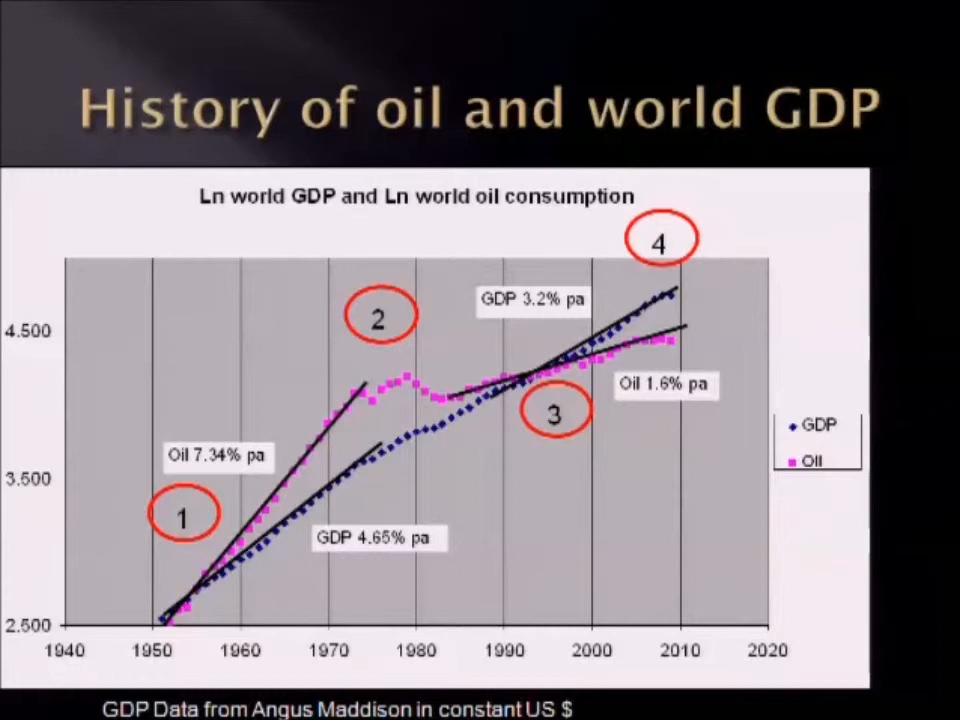 History of oil and world GDP
Ln world GDP and Ln world oil consumption
4
GDP 3.2% pa
2
4.500
Oil 1.6% pa
3
GDP
Oil 7.34% pa
Oil
3.500
1
GDP 4.65% pa
2.500
1940 1950 1960 1970 1980 1990 2000 2010 2020
GDP Data from Angus Maddison in constant US $